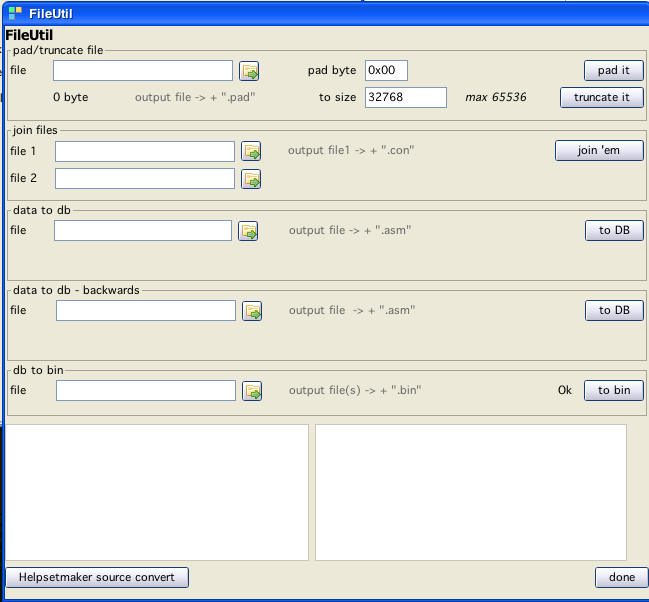 FileUtil
FileUtil
pad/truncate file
file pad byte 0x00 pad it
0 byte output file -> + ".pad" to size 32768 max 65536 truncate it
join files
file 1 output file1 -> + ".con" join 'em
file 2
data to db
file output file -> + ".asm" to DB
data to db - backwards
file output file -> + ".asm" to DB
db to bin
file output file(s) -> + ".bin" Ok to bin
Helpsetmaker source convert done